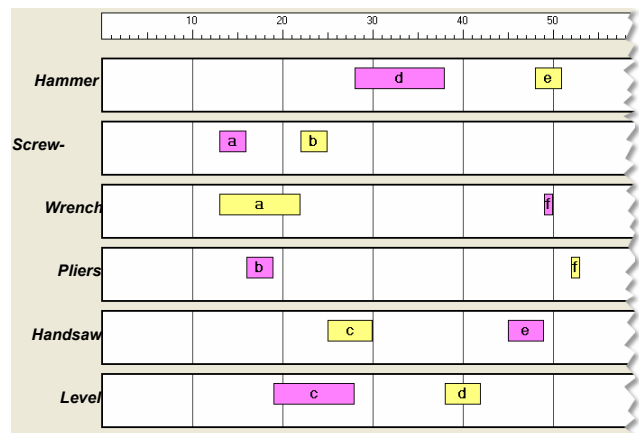 10 20 30 40 50
Hammer d e
Screw- a b
Wrench a f
Pliers b f
Handsaw c e
Level c d